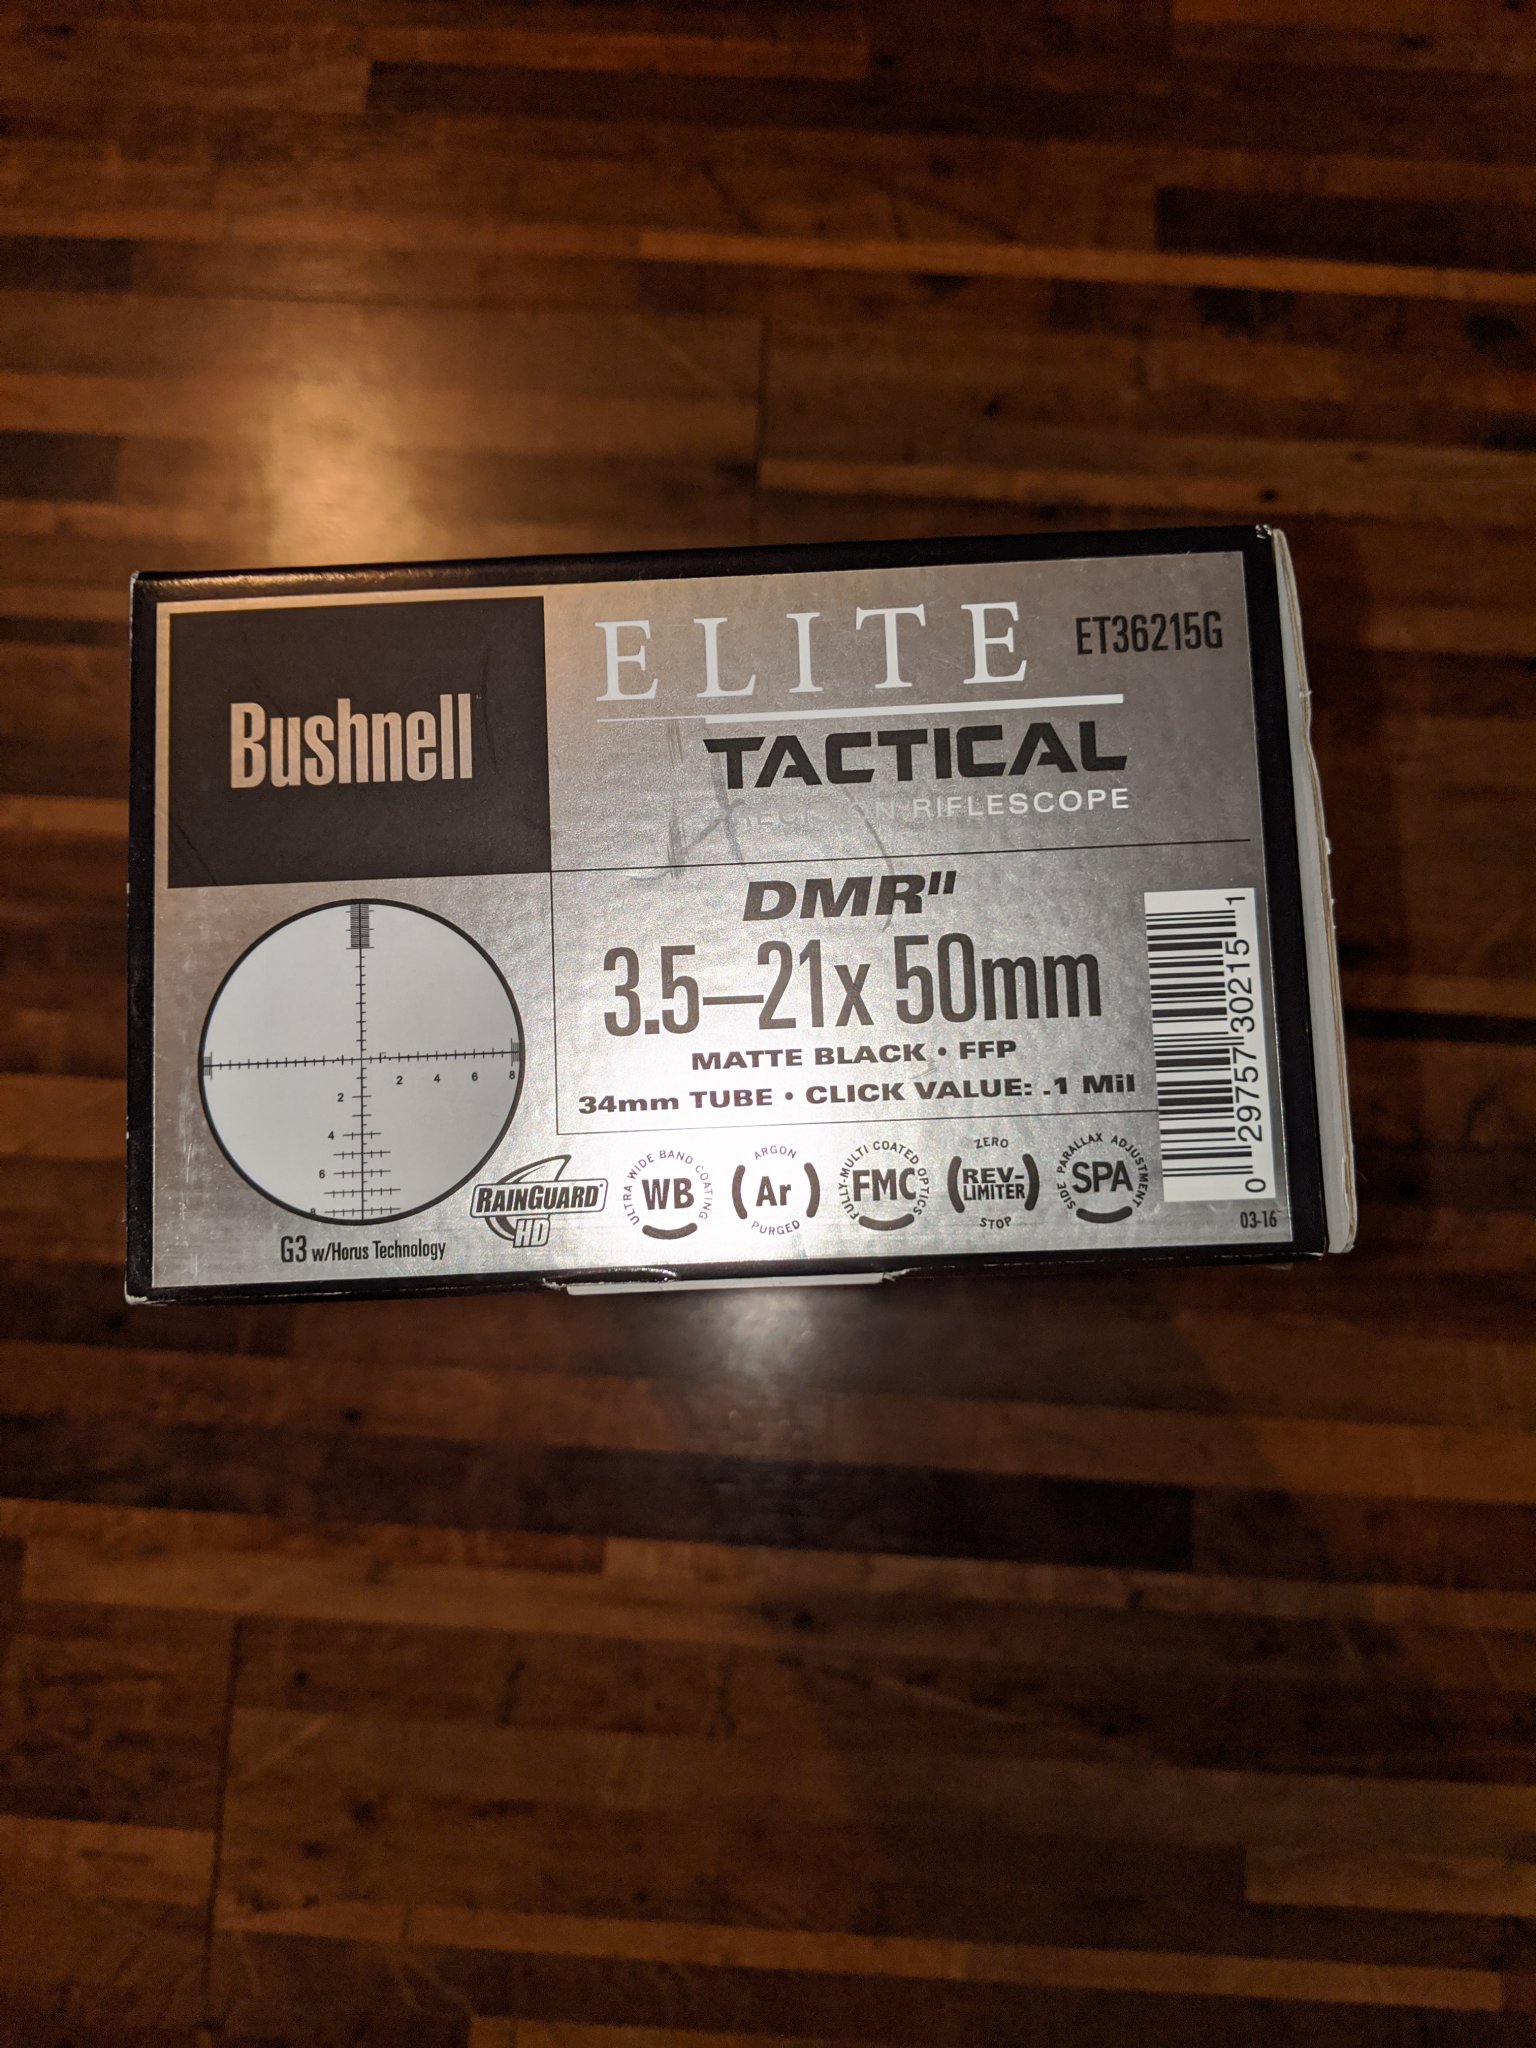 Bushnell
ELITE
ET36215G
TACTICAL
RIFLESCOPE
DMR"
3.5–21x 50mm
MATTE BLACK • FFP
34mm TUBE • CLICK VALUE: .1 Mil
2 4 6 8
2
4
6
8
G3 w/Horus Technology
RAINGUARD®
HD
ULTRA WIDE BAND COATING
WB
ARGON
Ar
PURGED
FULLY-MULTI COATED OPTICS
FMC
ZERO
REV-
LIMITER
STOP
SIDE PARALLAX ADJUSTMENT
SPA
0 29757 30215 1
03-16